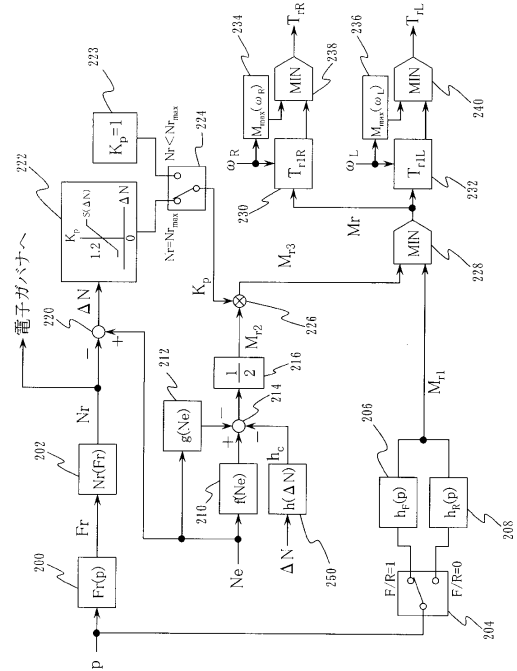 電子ガバナへ
p
200
Fr(p)
Fr
202
Nr(Fr)
Nr
220
−
+
ΔN
222
Kp
1.2
S(ΔN)
0
ΔN
223
Kp=1
Nr=Nrmax
Nr<Nrmax
224
Kp
Ne
210
f(Ne)
212
g(Ne)
+
−
−
214
hc
ΔN
h(ΔN)
250
1
2
216
Mr2
226
Mr3
204
F/R=1
F/R=0
206
hF(p)
hR(p)
208
Mr1
MIN
228
Mr
230
Tr1R
ωR
234
Mmax(ωR)
MIN
238
TrR
232
Tr1L
ωL
236
Mmax(ωL)
MIN
240
TrL